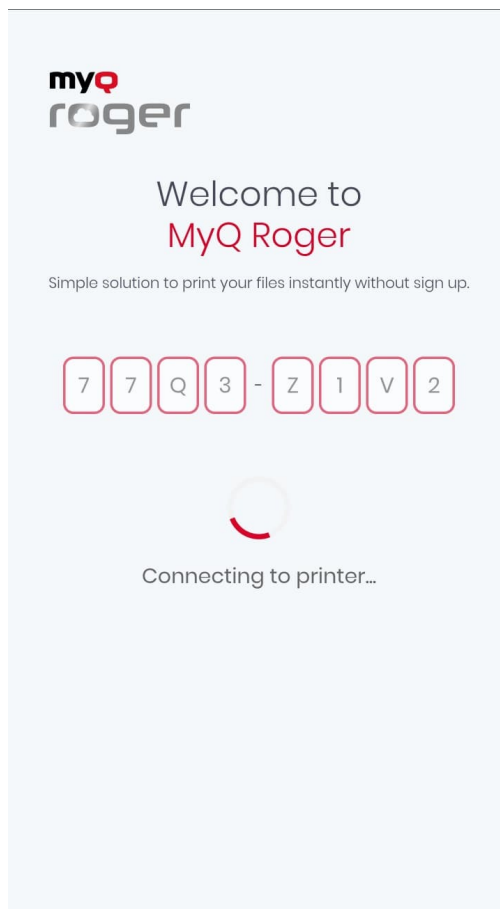 myQ
roger
Welcome to
MyQ Roger
Simple solution to print your files instantly without sign up.
7 7 Q 3 - Z 1 V 2
Connecting to printer...